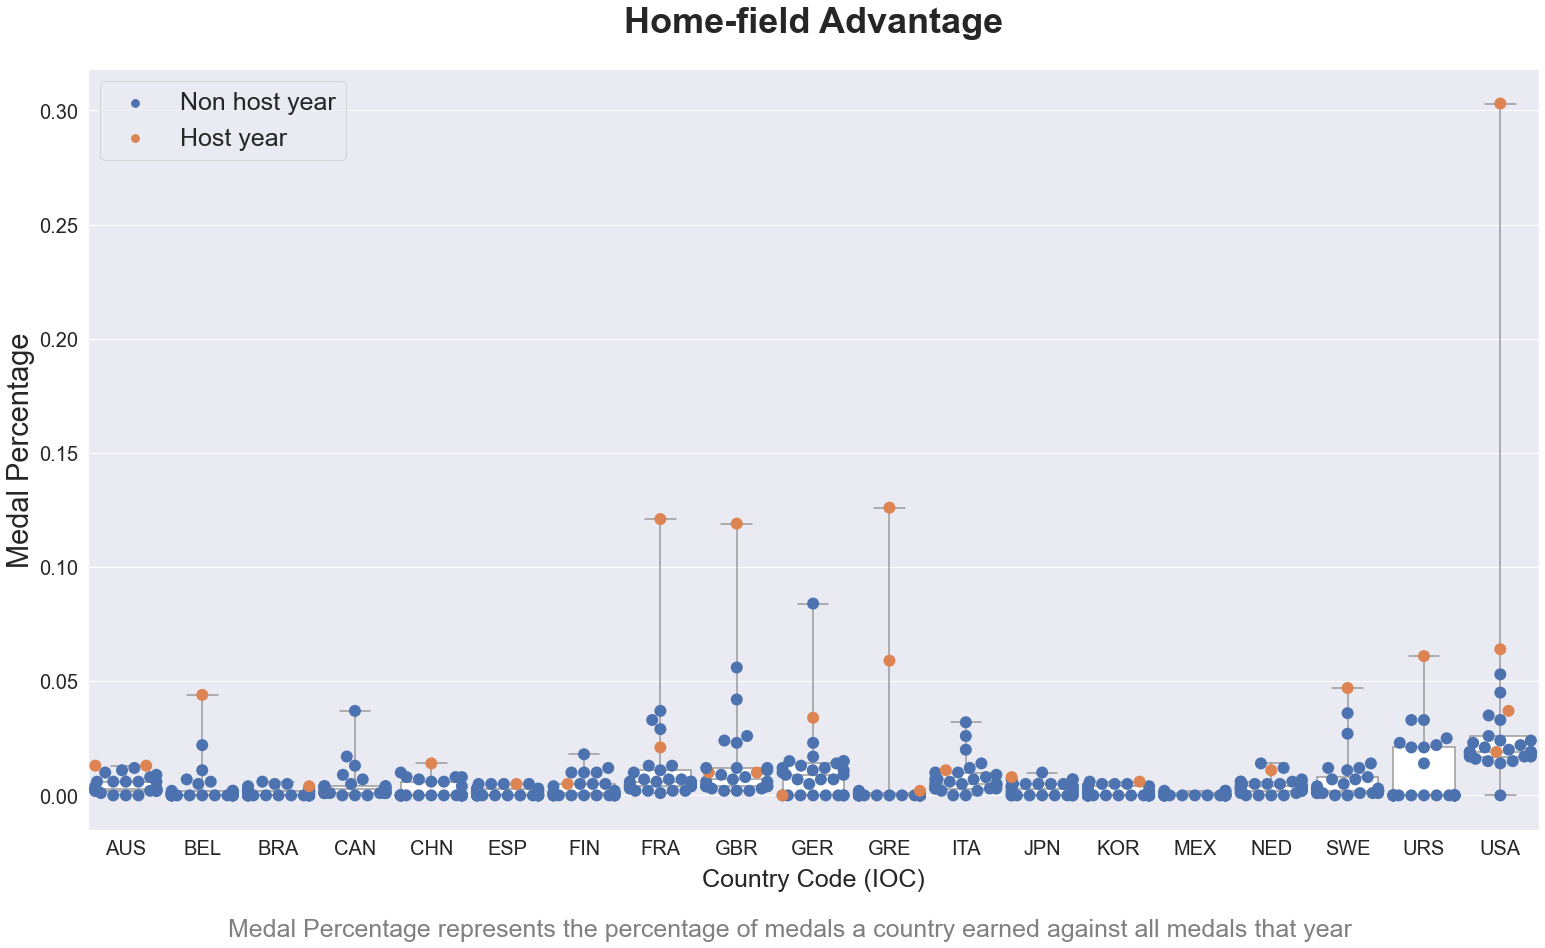 Home-field Advantage
Non host year
Host year
0.30
0.25
0.20
0.15
0.10
0.05
0.00
Medal Percentage
AUS BEL BRA CAN CHN ESP FIN FRA GBR GER GRE ITA JPN KOR MEX NED SWE URS USA
Country Code (IOC)
Medal Percentage represents the percentage of medals a country earned against all medals that year